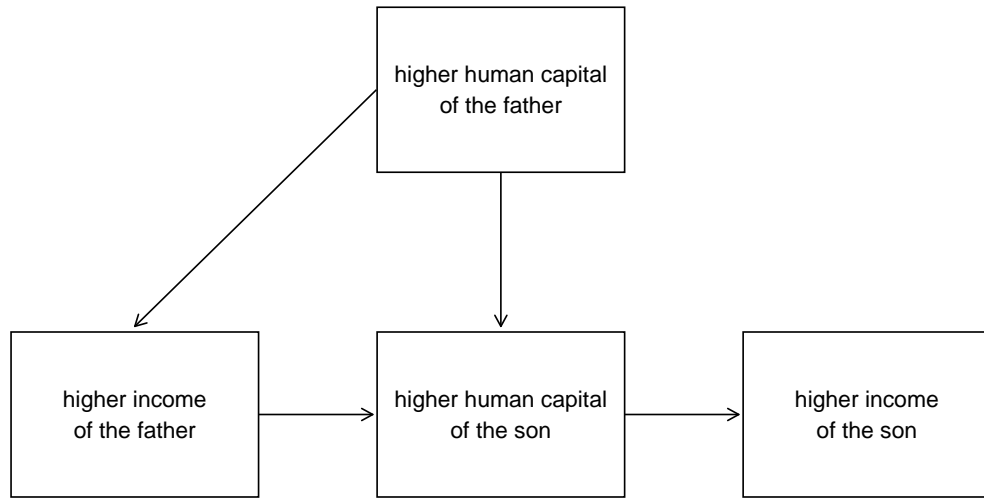 higher human capital
of the father
higher income
of the father
higher human capital
of the son
higher income
of the son